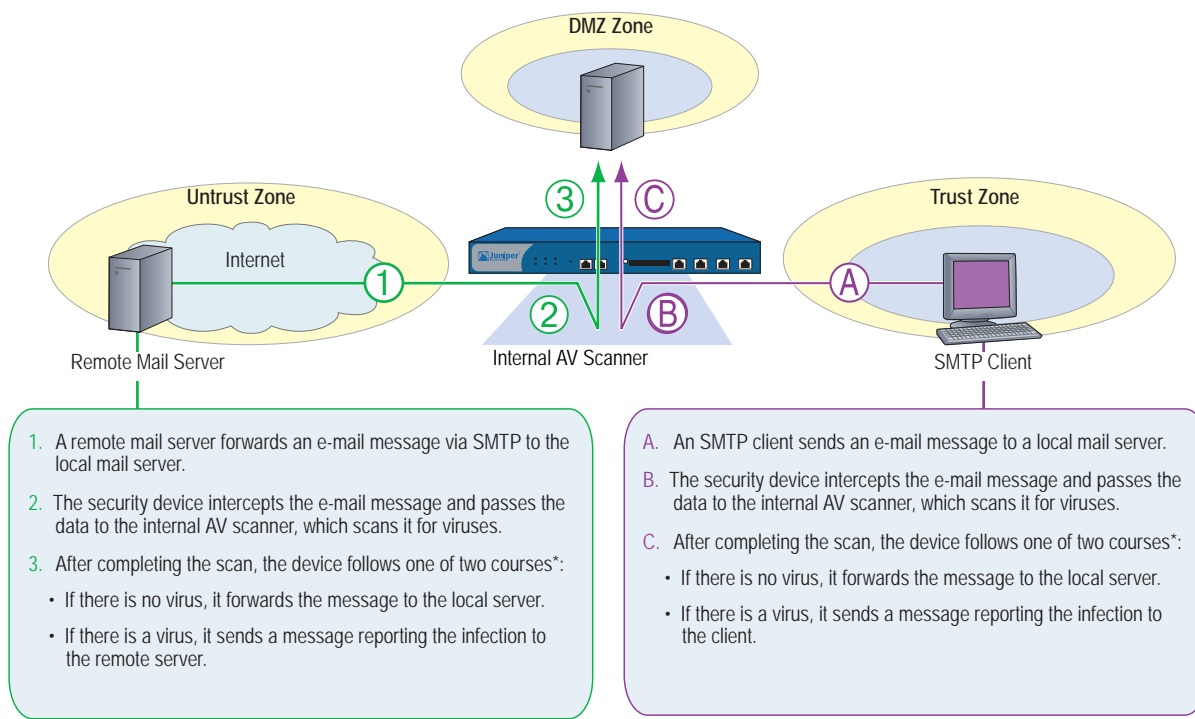 DMZ Zone
Untrust Zone
Trust Zone
3
C
Internet
Juniper
1
A
2
B
Remote Mail Server
Internal AV Scanner
SMTP Client
1. A remote mail server forwards an e-mail message via SMTP to the
local mail server.
2. The security device intercepts the e-mail message and passes the
data to the internal AV scanner, which scans it for viruses.
3. After completing the scan, the device follows one of two courses*:
• If there is no virus, it forwards the message to the local server.
• If there is a virus, it sends a message reporting the infection to
the remote server.
A. An SMTP client sends an e-mail message to a local mail server.
B. The security device intercepts the e-mail message and passes the
data to the internal AV scanner, which scans it for viruses.
C. After completing the scan, the device follows one of two courses*:
• If there is no virus, it forwards the message to the local server.
• If there is a virus, it sends a message reporting the infection to
the client.